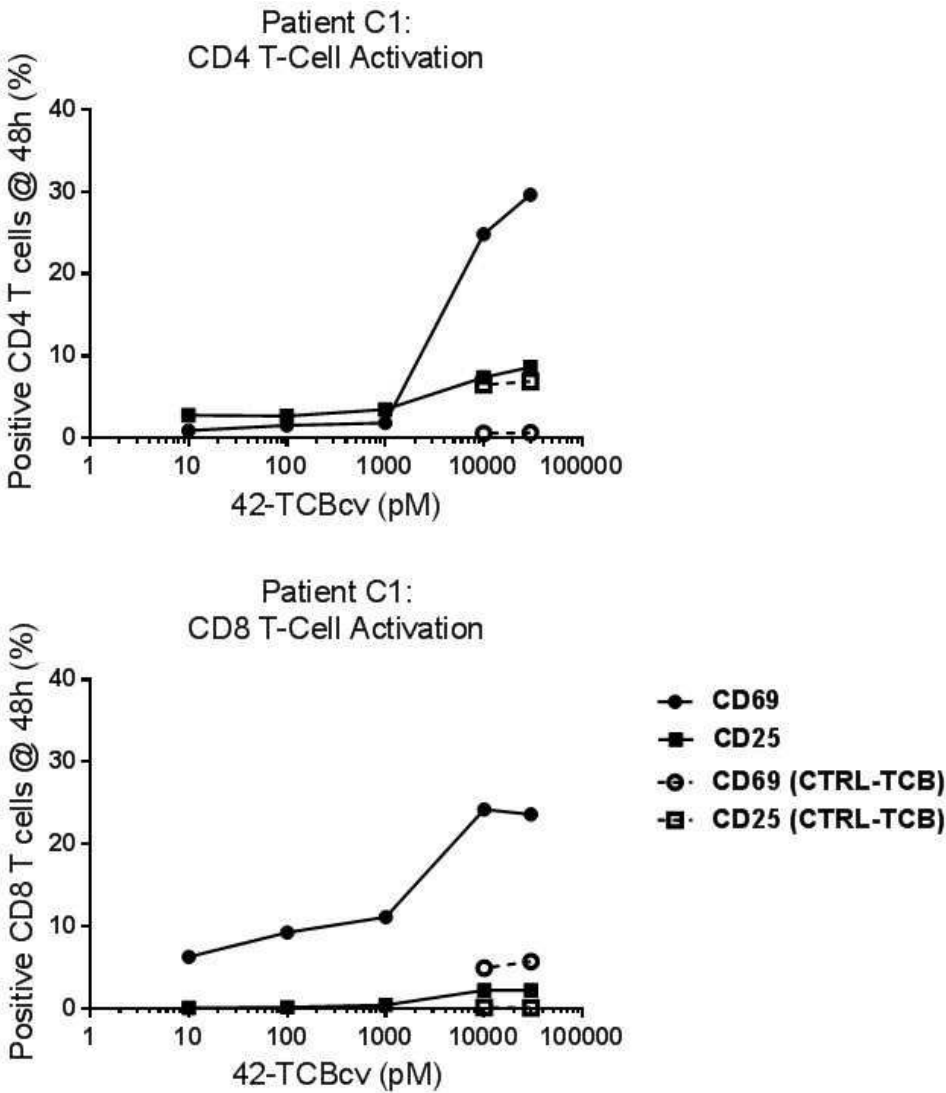 Patient C1:
CD4 T-Cell Activation
Positive CD4 T cells @ 48h (%)
40
30
20
10
0
1 10 100 1000 10000 100000
42-TCBcv (pM)
Patient C1:
CD8 T-Cell Activation
Positive CD8 T cells @ 48h (%)
40
30
20
10
0
1 10 100 1000 10000 100000
42-TCBcv (pM)
CD69
CD25
CD69 (CTRL-TCB)
CD25 (CTRL-TCB)